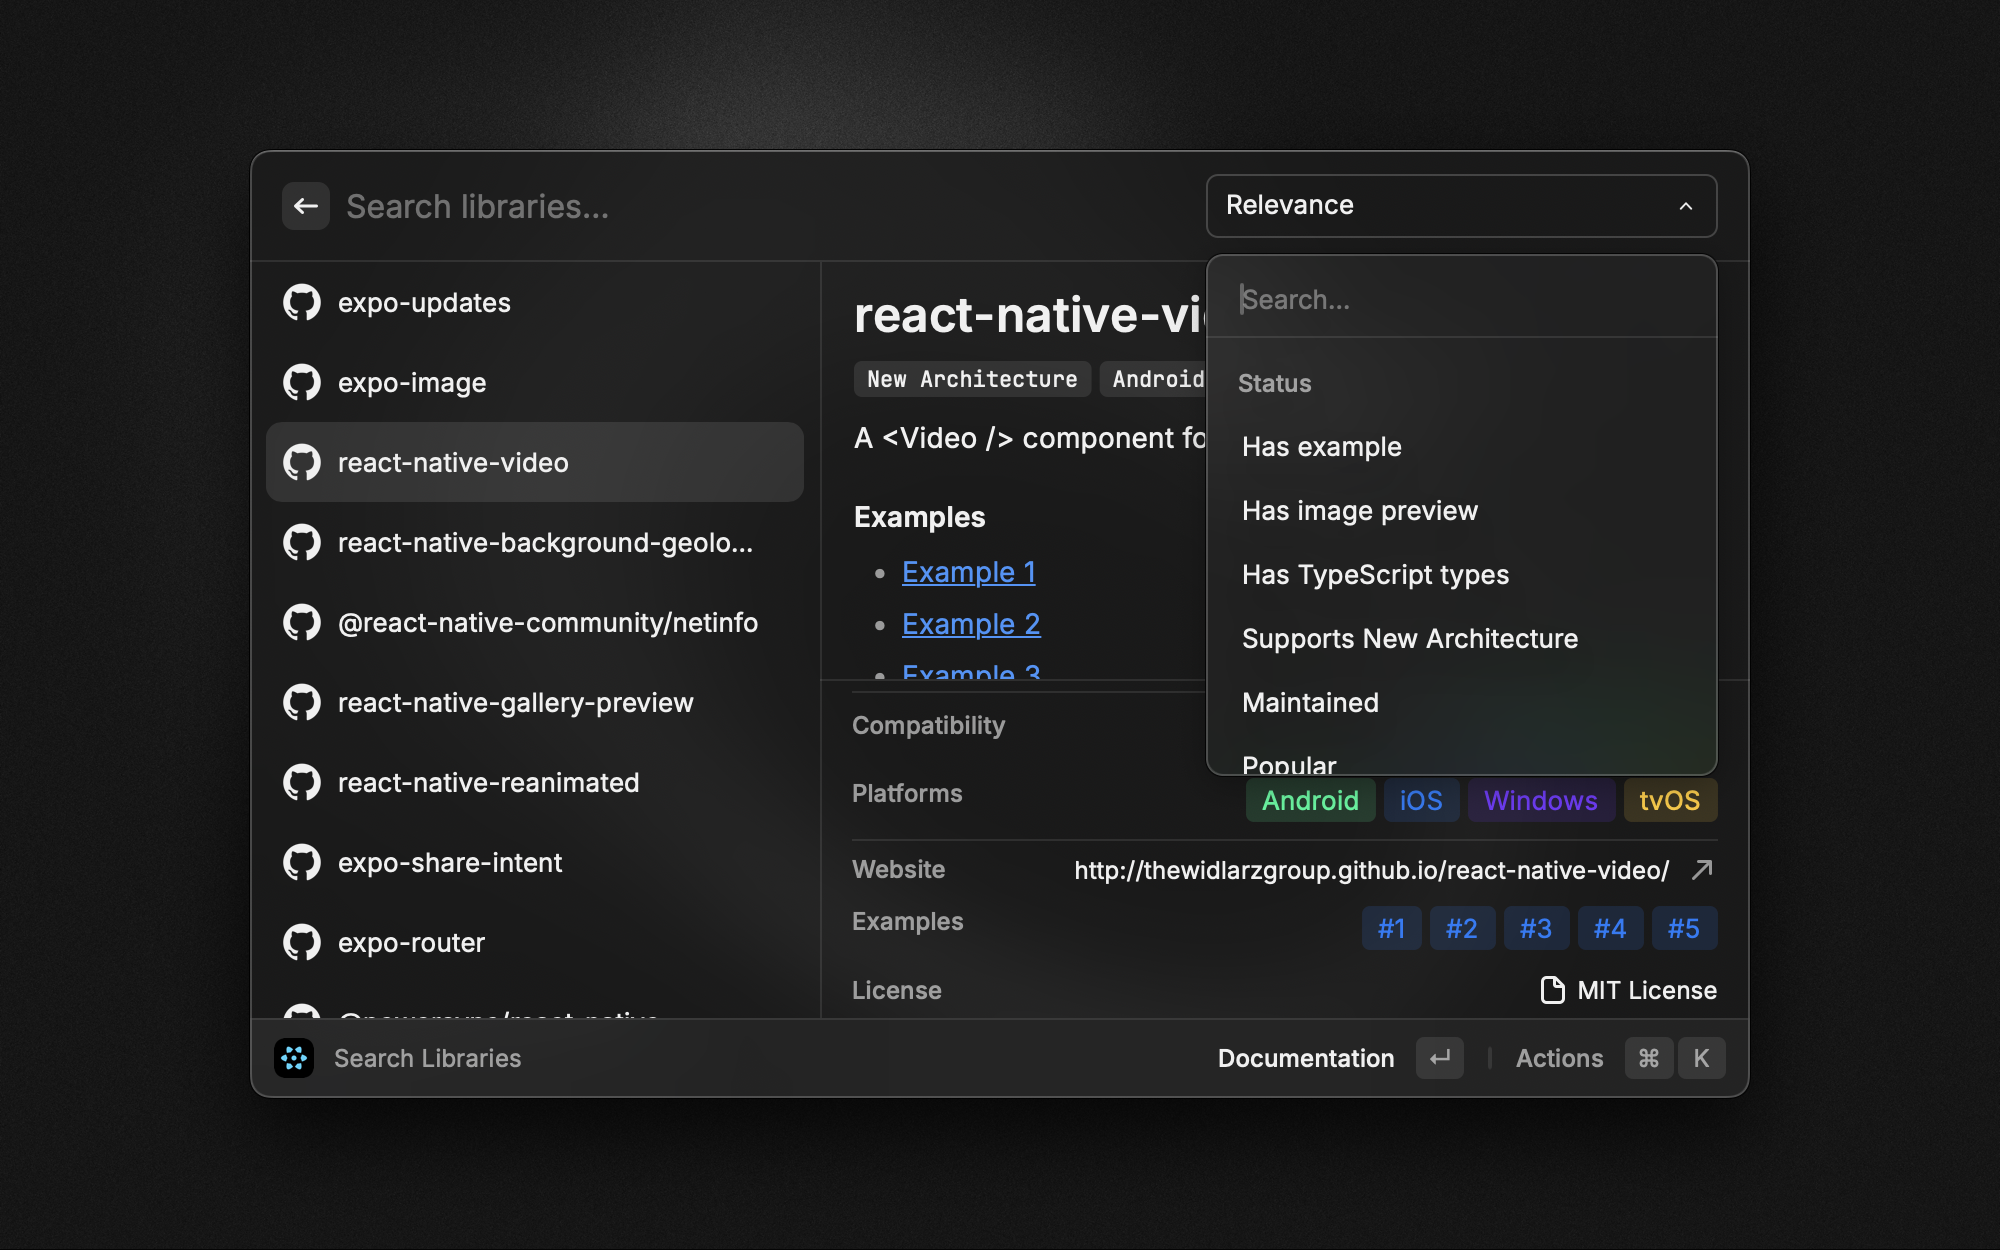 Search libraries...
Relevance
expo-updates
expo-image
react-native-video
react-native-background-geolo...
@react-native-community/netinfo
react-native-gallery-preview
react-native-reanimated
expo-share-intent
expo-router
react-native-vi
New Architecture
Android
A <Video /> component fo
Examples
Example 1
Example 2
Example 3
Search...
Status
Has example
Has image preview
Has TypeScript types
Supports New Architecture
Maintained
Popular
Compatibility
Platforms
Android iOS Windows tvOS
Website
http://thewidlarzgroup.github.io/react-native-video/
Examples
#1 #2 #3 #4 #5
License
MIT License
Search Libraries
Documentation
Actions ⌘ K